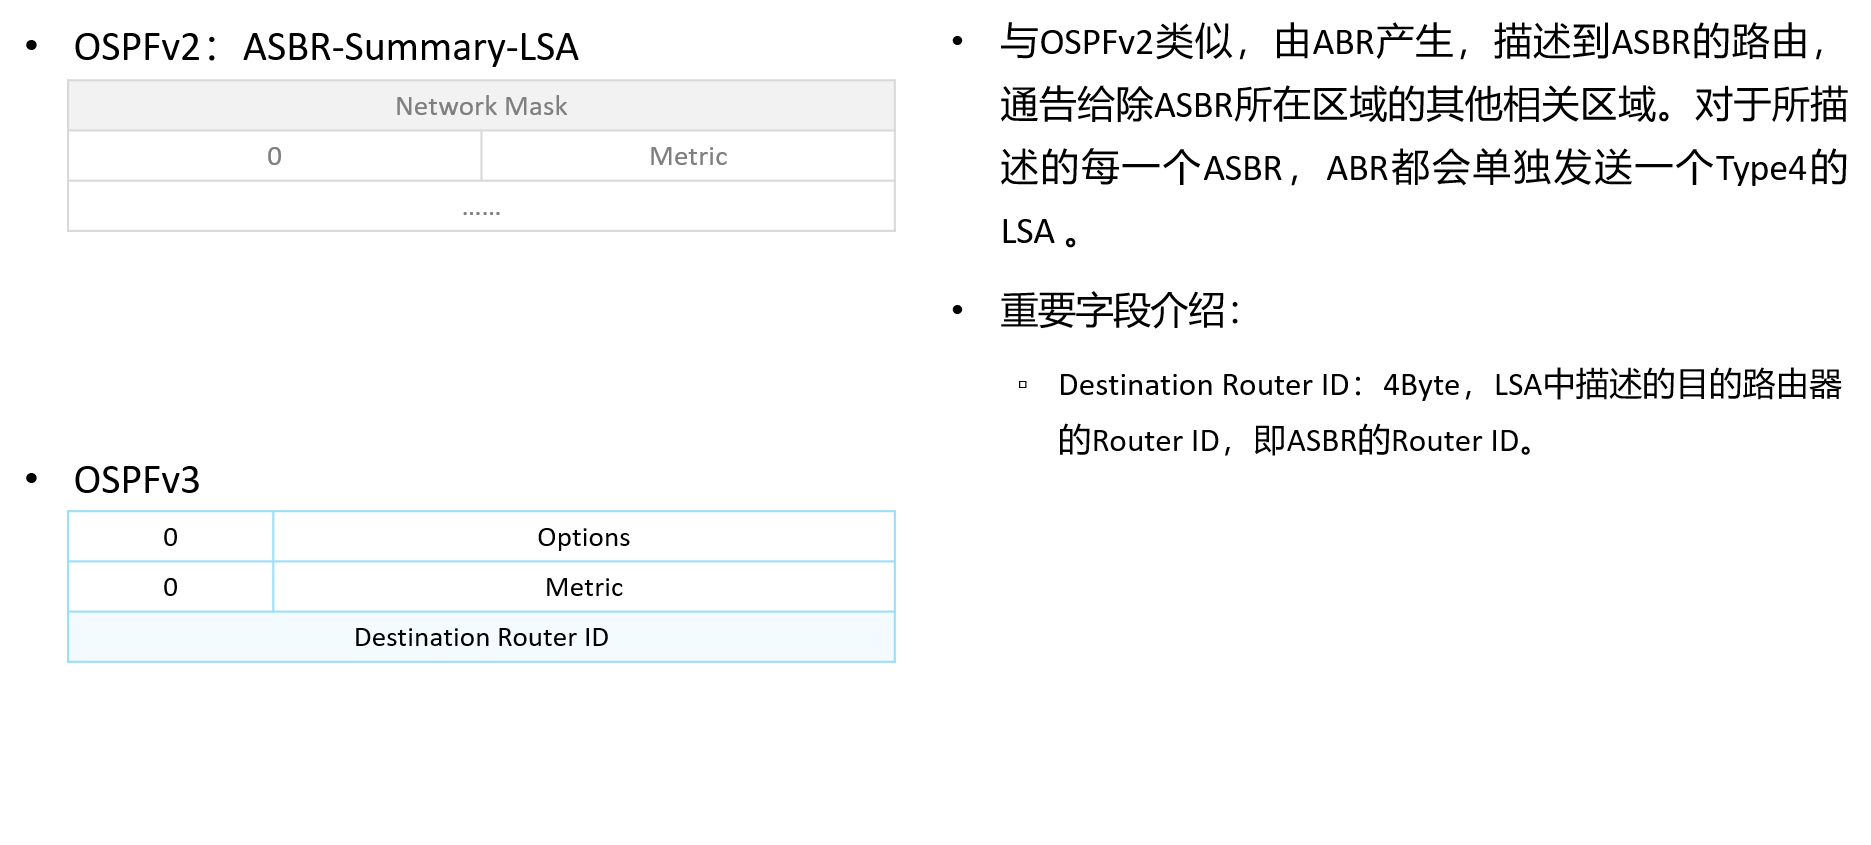 • OSPFv2：ASBR-Summary-LSA
Network Mask
0 Metric
……
• OSPFv3
0 Options
0 Metric
Destination Router ID
• 与OSPFv2类似，由ABR产生，描述到ASBR的路由，
通告给除ASBR所在区域的其他相关区域。对于所描
述的每一个ASBR，ABR都会单独发送一个Type4的
LSA 。
• 重要字段介绍：
▫ Destination Router ID：4Byte，LSA中描述的目的路由器
的Router ID，即ASBR的Router ID。